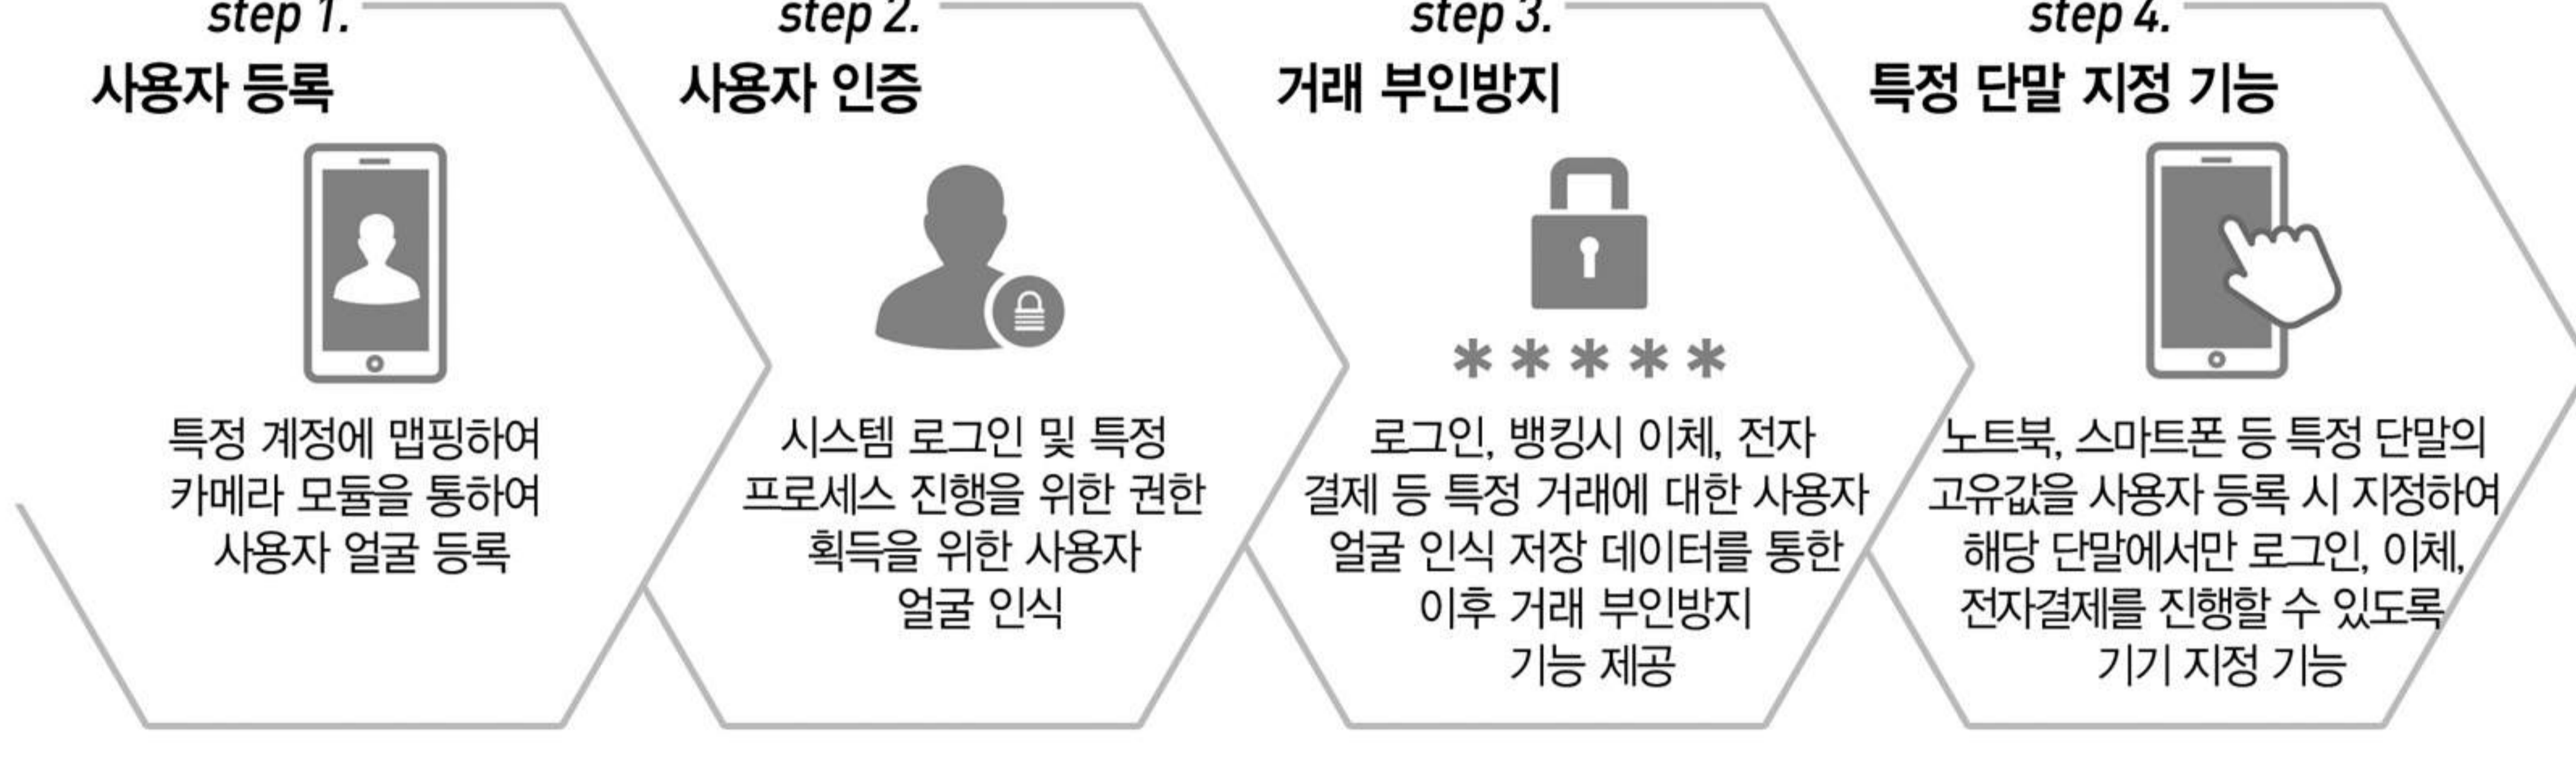 step 1.
사용자 등록
특정 계정에 맵핑하여
카메라 모듈을 통하여
사용자 얼굴 등록
step 2.
사용자 인증
시스템 로그인 및 특정
프로세스 진행을 위한 권한
획득을 위한 사용자
얼굴 인식
step 3.
거래 부인방지
로그인, 뱅킹시 이체, 전자
결제 등 특정 거래에 대한 사용자
얼굴 인식 저장 데이터를 통한
이후 거래 부인방지
기능 제공
step 4.
특정 단말 지정 기능
노트북, 스마트폰 등 특정 단말의
고유값을 사용자 등록 시 지정하여
해당 단말에서만 로그인, 이체,
전자결제를 진행할 수 있도록
기기 지정 기능